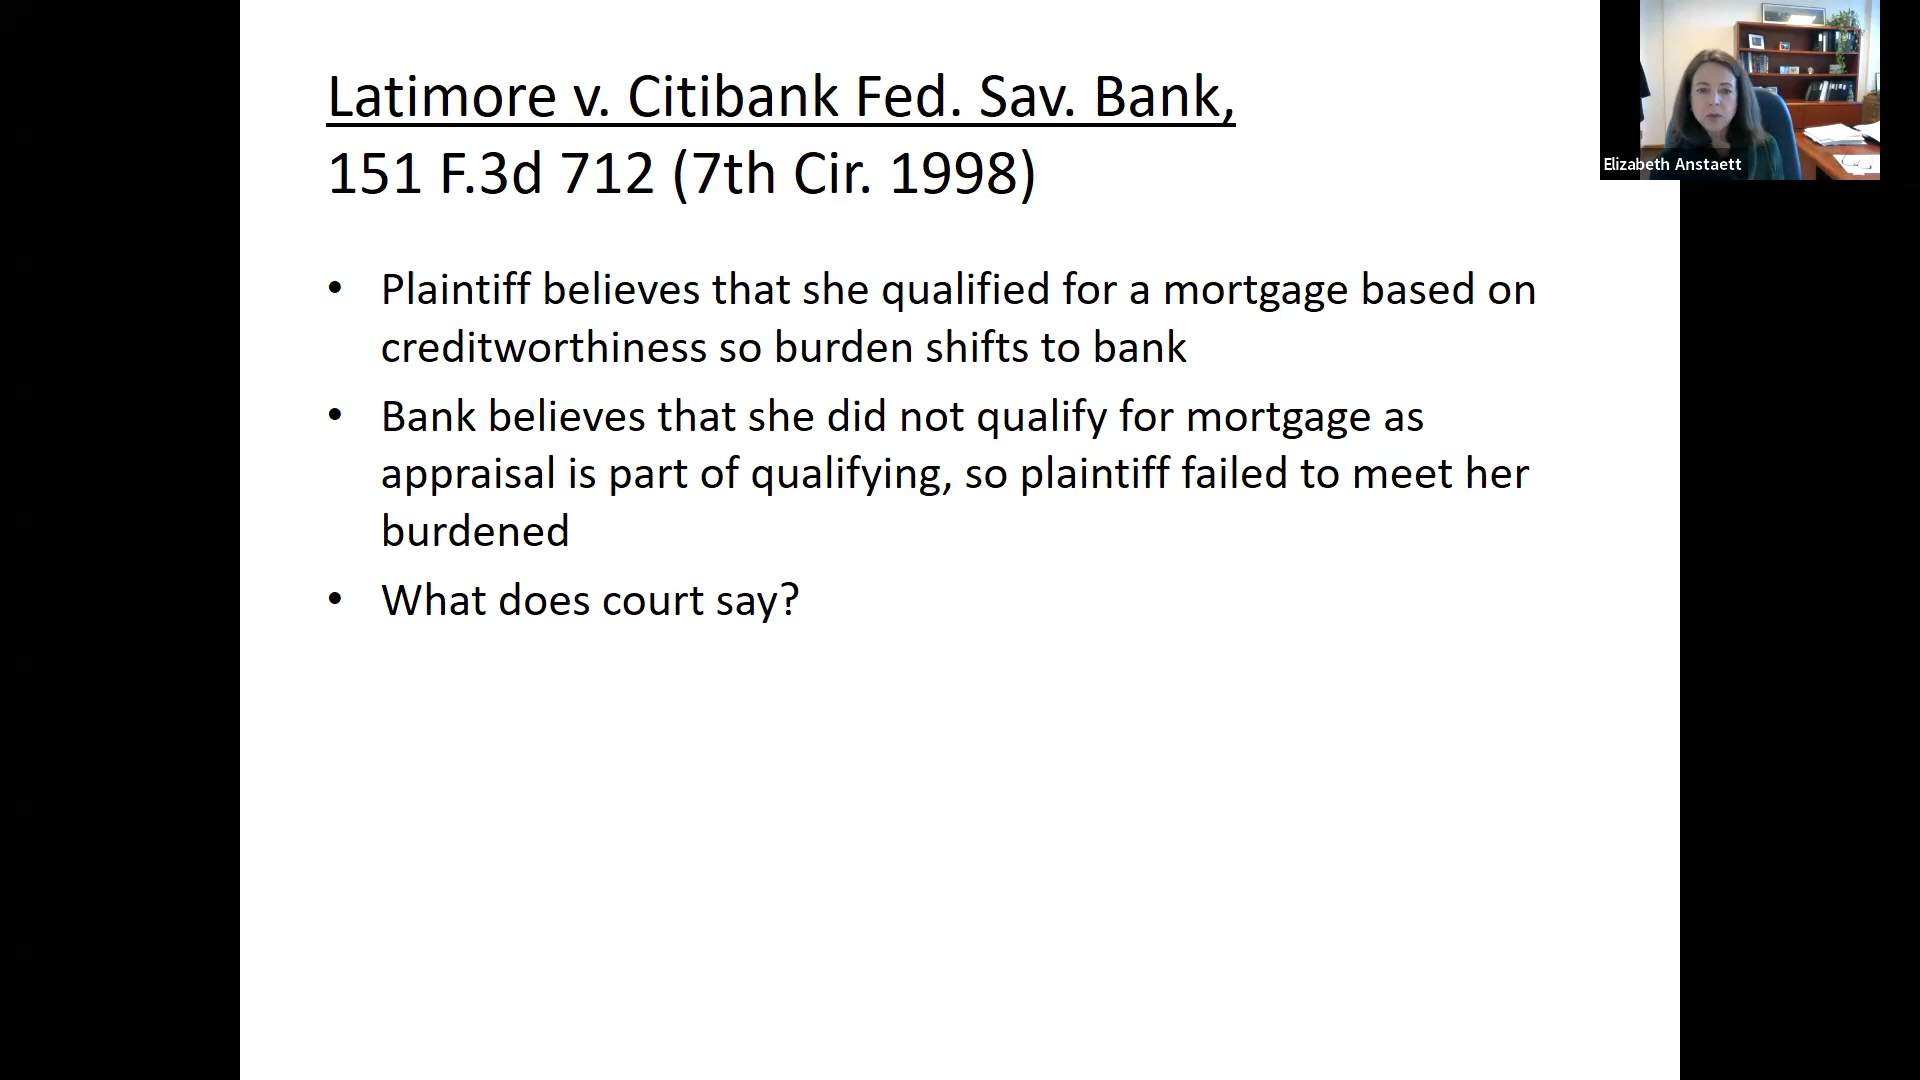 Latimore v. Citibank Fed. Sav. Bank,
151 F.3d 712 (7th Cir. 1998)
• Plaintiff believes that she qualified for a mortgage based on
creditworthiness so burden shifts to bank
• Bank believes that she did not qualify for mortgage as
appraisal is part of qualifying, so plaintiff failed to meet her
burdened
• What does court say?
Elizabeth Anstaett